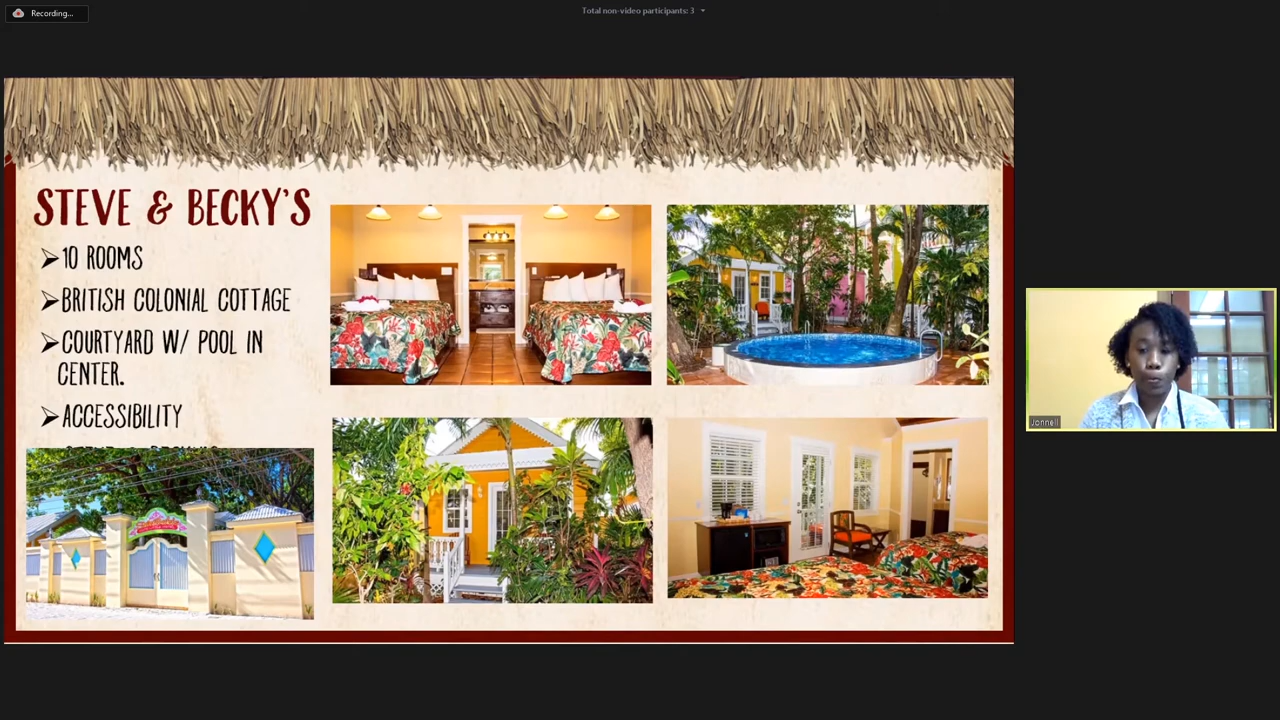 Recording...
Total non-video participants: 3
STEVE & BECKY'S
➢10 ROOMS
➢BRITISH COLONIAL COTTAGE
➢COURTYARD W/ POOL IN
CENTER.
➢ACCESSIBILITY
Jonnell